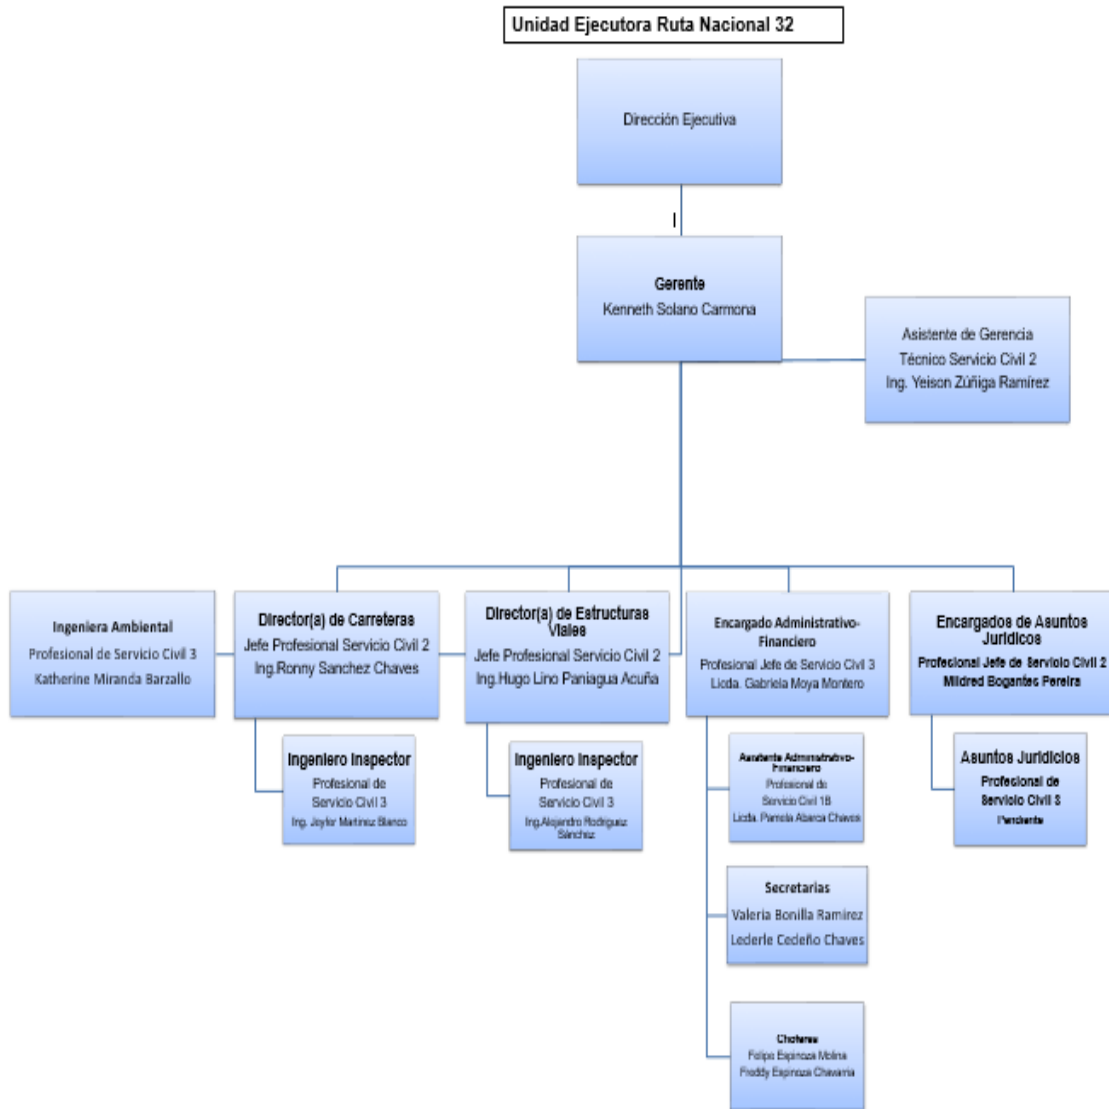 Unidad Ejecutora Ruta Nacional 32
Dirección Ejecutiva
Gerente
Kenneth Solano Carmona
Asistente de Gerencia
Técnico Servicio Civil 2
Ing. Yeison Zúñiga Ramírez
Ingeniera Ambiental
Profesional de Servicio Civil 3
Katherine Miranda Barzallo
Director(a) de Carreteras
Jefe Profesional Servicio Civil 2
Ing.Ronny Sanchez Chaves
Director(a) de Estructuras
Viales
Jefe Profesional Servicio Civil 2
Ing.Hugo Lino Paniagua Acuña
Encargado Administrativo-
Financiero
Profesional Jefe de Servicio Civil 3
Licda. Gabriela Moya Montero
Encargados de Asuntos
Jurídicos
Profesional Jefe de Servicio Civil 2
Mildred Bogantes Pereira
Ingeniero Inspector
Profesional de
Servicio Civil 3
Ing. Martinez Blanco
Ingeniero Inspector
Profesional de
Servicio Civil 3
Ing.Alejandro Rodriguez
Sánchez
Asistente Administrativo-
Financiero
Profesional de
Servicio Civil 1B
Licda. Pamela Abarca Chaves
Asuntos Juridicios
Profesional de
Servicio Civil 3
Pendiente
Secretarias
Valeria Bonilla Ramirez
Lederle Cedeño Chaves
Choferes
Felipe Espinoza Molina
Freddy Espinoza Chavarria